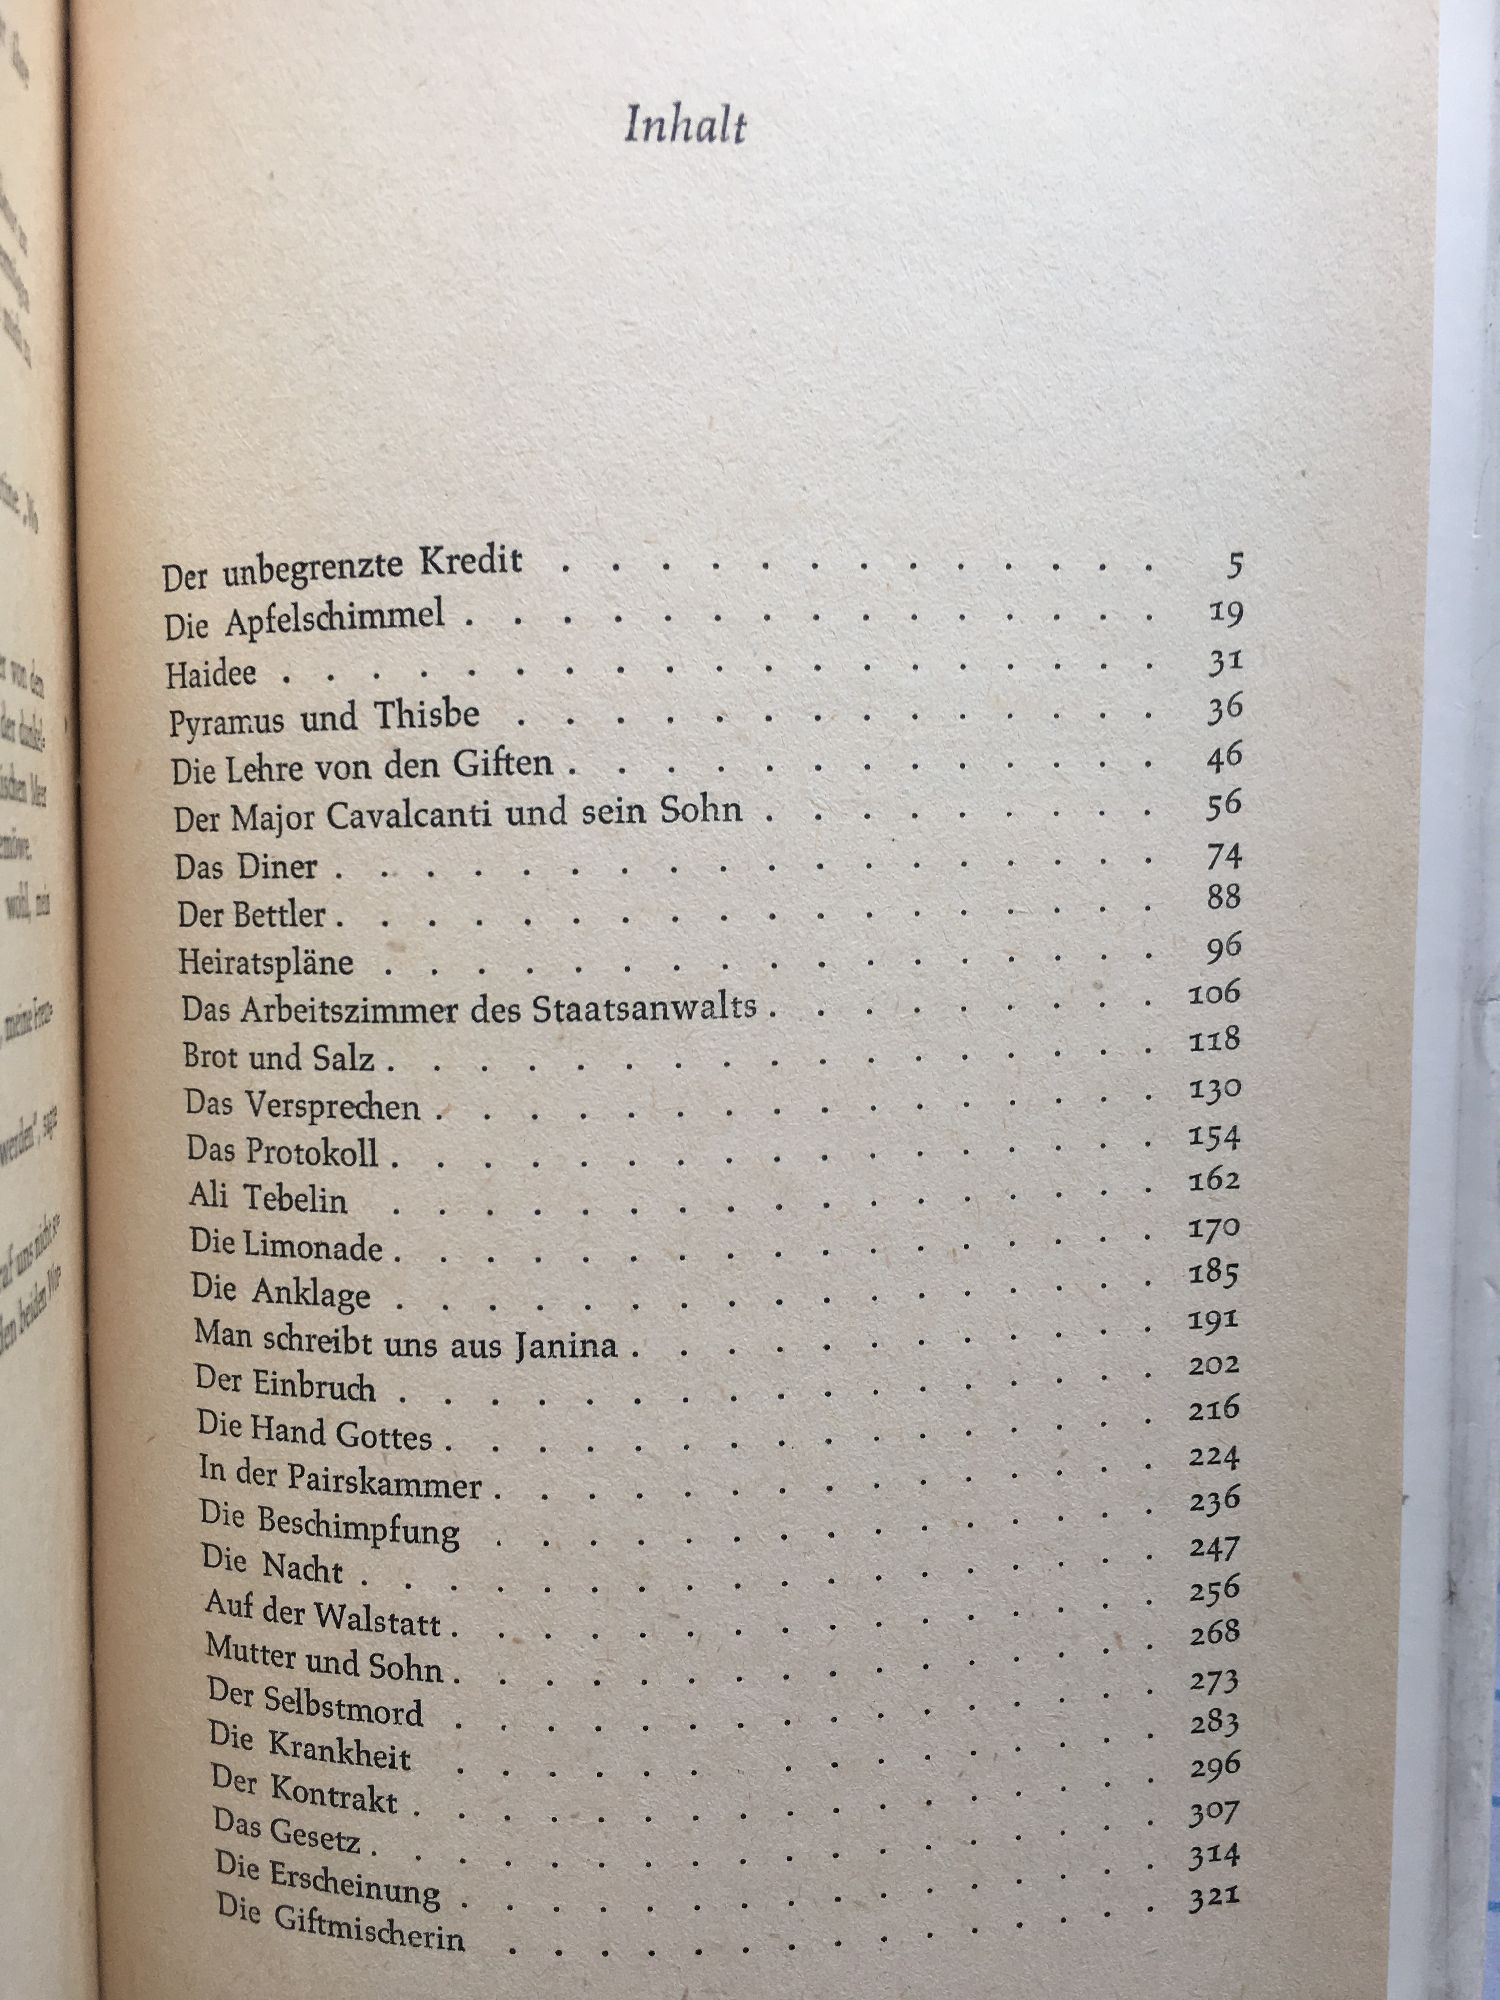 Inhalt
Der unbegrenzte Kredit . . . . . . . . . . . . . 5
Die Apfelschimmel . . . . . . . . . . . . . . . 19
Haidee . . . . . . . . . . . . . . . . . . . 31
Pyramus und Thisbe . . . . . . . . . . . . . . 36
Die Lehre von den Giften . . . . . . . . . . . . . 46
Der Major Cavalcanti und sein Sohn . . . . . . . . . 56
Das Diner . . . . . . . . . . . . . . . . . . 74
Der Bettler . . . . . . . . . . . . . . . . . . 88
Heiratspläne . . . . . . . . . . . . . . . . . 96
Das Arbeitszimmer des Staatsanwalts . . . . . . . . . 106
Brot und Salz . . . . . . . . . . . . . . . . . 118
Das Versprechen . . . . . . . . . . . . . . . . 130
Das Protokoll . . . . . . . . . . . . . . . . . 154
Ali Tebelin . . . . . . . . . . . . . . . . . 162
Die Limonade . . . . . . . . . . . . . . . . . 170
Die Anklage . . . . . . . . . . . . . . . . . 185
Man schreibt uns aus Janina . . . . . . . . . . . . 191
Der Einbruch . . . . . . . . . . . . . . . . . 202
Die Hand Gottes . . . . . . . . . . . . . . . . 216
In der Pairskammer . . . . . . . . . . . . . . . 224
Die Beschimpfung . . . . . . . . . . . . . . . 236
Die Nacht . . . . . . . . . . . . . . . . . . 247
Auf der Walstatt . . . . . . . . . . . . . . . . 256
Mutter und Sohn . . . . . . . . . . . . . . . . 268
Der Selbstmord . . . . . . . . . . . . . . . . 273
Die Krankheit . . . . . . . . . . . . . . . . 283
Der Kontrakt . . . . . . . . . . . . . . . . . 296
Das Gesetz . . . . . . . . . . . . . . . . . . 307
Die Erscheinung . . . . . . . . . . . . . . . . 314
Die Giftmischerin . . . . . . . . . . . . . . . 321